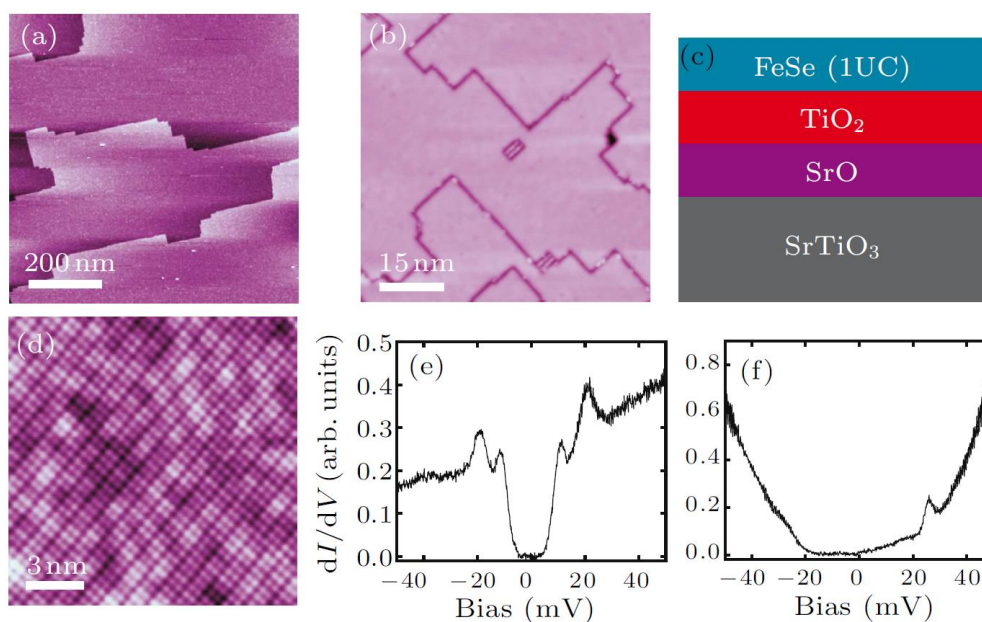 (a)
200 nm
(b)
15 nm
(c)
FeSe (1UC)
TiO₂
SrO
SrTiO₃
(d)
3 nm
(e)
dI/dV (arb. units)
0.5
0.4
0.3
0.2
0.1
0.0
−40 −20 0 20 40
Bias (mV)
(f)
0.8
0.6
0.4
0.2
0.0
−40 −20 0 20 40
Bias (mV)